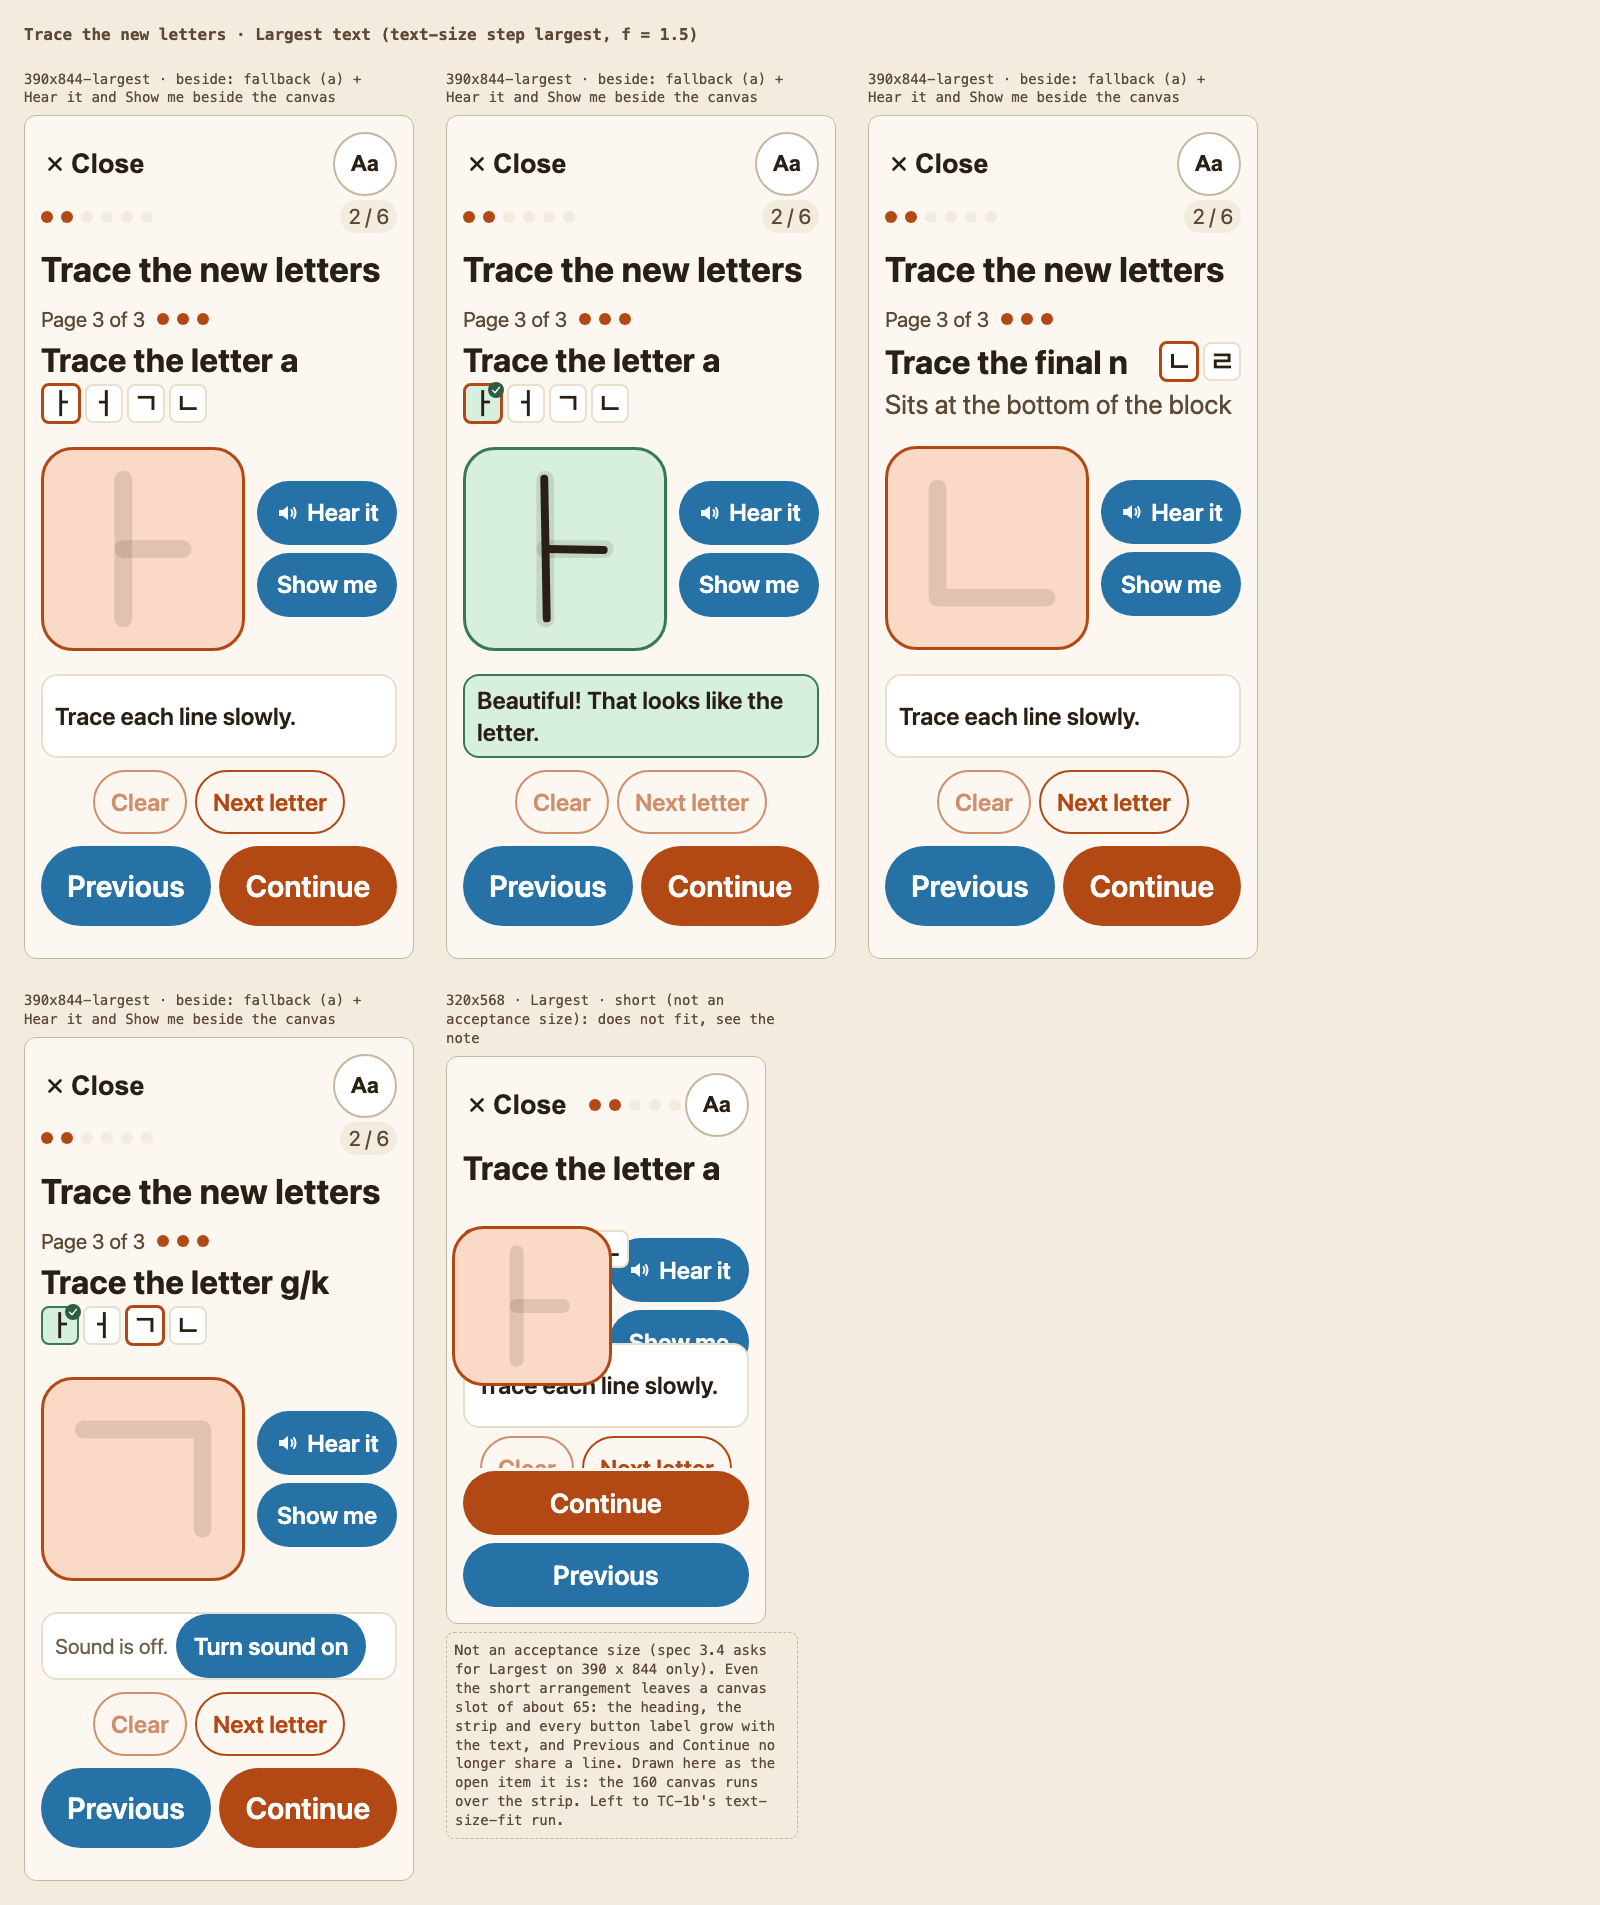 Trace the new letters · Largest text (text-size step largest, f = 1.5)
390x844-largest · beside: fallback (a) +
Hear it and Show me beside the canvas
× Close
Aa
2 / 6
Trace the new letters
Page 3 of 3
Trace the letter a
ㅏ ㅓ ㄱ ㄴ
ㅏ
Hear it
Show me
Trace each line slowly.
Clear
Next letter
Previous
Continue
390x844-largest · beside: fallback (a) +
Hear it and Show me beside the canvas
× Close
Aa
2 / 6
Trace the new letters
Page 3 of 3
Trace the letter a
ㅏ ㅓ ㄱ ㄴ
ㅏ
Hear it
Show me
Beautiful! That looks like the
letter.
Clear
Next letter
Previous
Continue
390x844-largest · beside: fallback (a) +
Hear it and Show me beside the canvas
× Close
Aa
2 / 6
Trace the new letters
Page 3 of 3
Trace the final n
ㄴ ㄹ
Sits at the bottom of the block
ㄴ
Hear it
Show me
Trace each line slowly.
Clear
Next letter
Previous
Continue
390x844-largest · beside: fallback (a) +
Hear it and Show me beside the canvas
× Close
Aa
2 / 6
Trace the new letters
Page 3 of 3
Trace the letter g/k
ㅏ ㅓ ㄱ ㄴ
ㄱ
Hear it
Show me
Sound is off.
Turn sound on
Clear
Next letter
Previous
Continue
320x568 · Largest · short (not an
acceptance size): does not fit, see the
note
× Close
Aa
Trace the letter a
ㅏ
Hear it
Show me
Trace each line slowly.
Clear
Next letter
Continue
Previous
Not an acceptance size (spec 3.4 asks
for Largest on 390 x 844 only). Even
the short arrangement leaves a canvas
slot of about 65: the heading, the
strip and every button label grow with
the text, and Previous and Continue no
longer share a line. Drawn here as the
open item it is: the 160 canvas runs
over the strip. Left to TC-1b's text-
size-fit run.